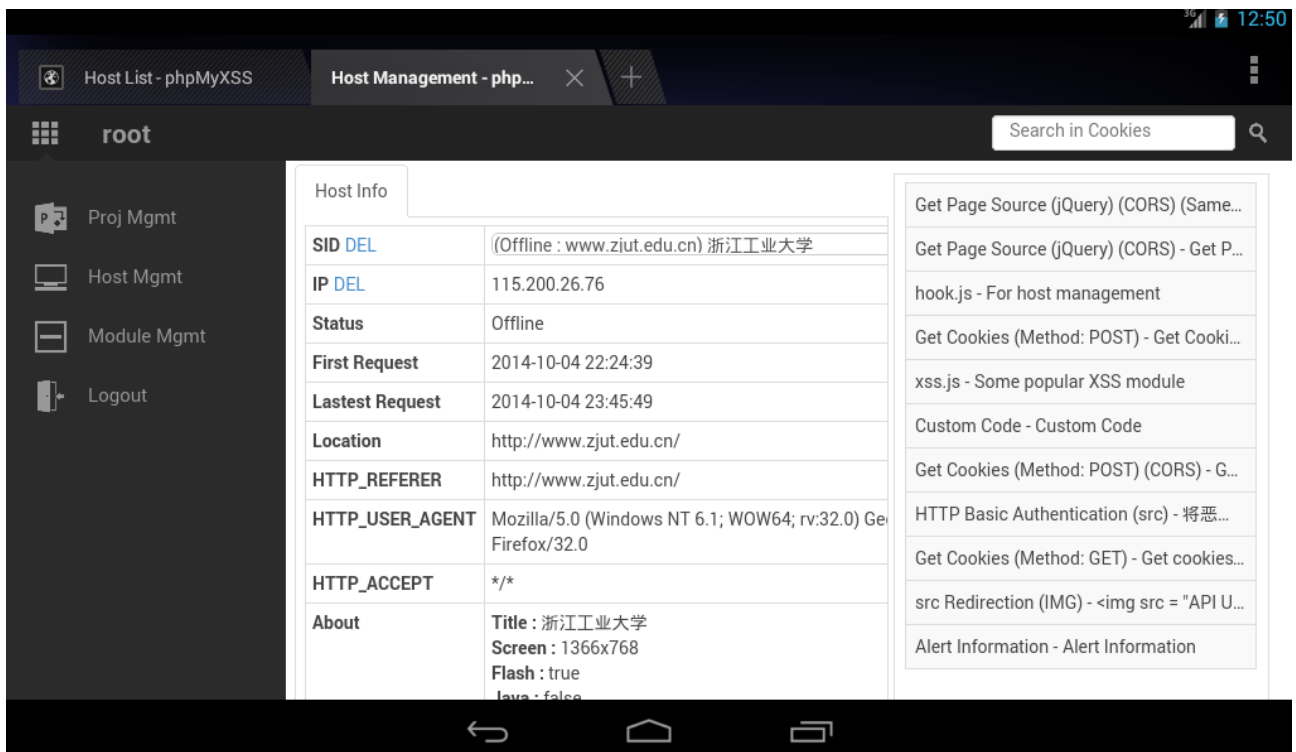 3G 12:50
Host List - phpMyXSS
Host Management - php...
root
Search in Cookies
Proj Mgmt
Host Mgmt
Module Mgmt
Logout
Host Info
SID DEL (Offline : www.zjut.edu.cn) 浙江工业大学
IP DEL 115.200.26.76
Status Offline
First Request 2014-10-04 22:24:39
Lastest Request 2014-10-04 23:45:49
Location http://www.zjut.edu.cn/
HTTP_REFERER http://www.zjut.edu.cn/
HTTP_USER_AGENT Mozilla/5.0 (Windows NT 6.1; WOW64; rv:32.0) Ge
Firefox/32.0
HTTP_ACCEPT */*
About Title : 浙江工业大学
Screen : 1366x768
Flash : true
Java : false
Get Page Source (jQuery) (CORS) (Same...
Get Page Source (jQuery) (CORS) - Get P...
hook.js - For host management
Get Cookies (Method: POST) - Get Cooki...
xss.js - Some popular XSS module
Custom Code - Custom Code
Get Cookies (Method: POST) (CORS) - G...
HTTP Basic Authentication (src) - 将恶...
Get Cookies (Method: GET) - Get cookies...
src Redirection (IMG) - <img src = "API U...
Alert Information - Alert Information